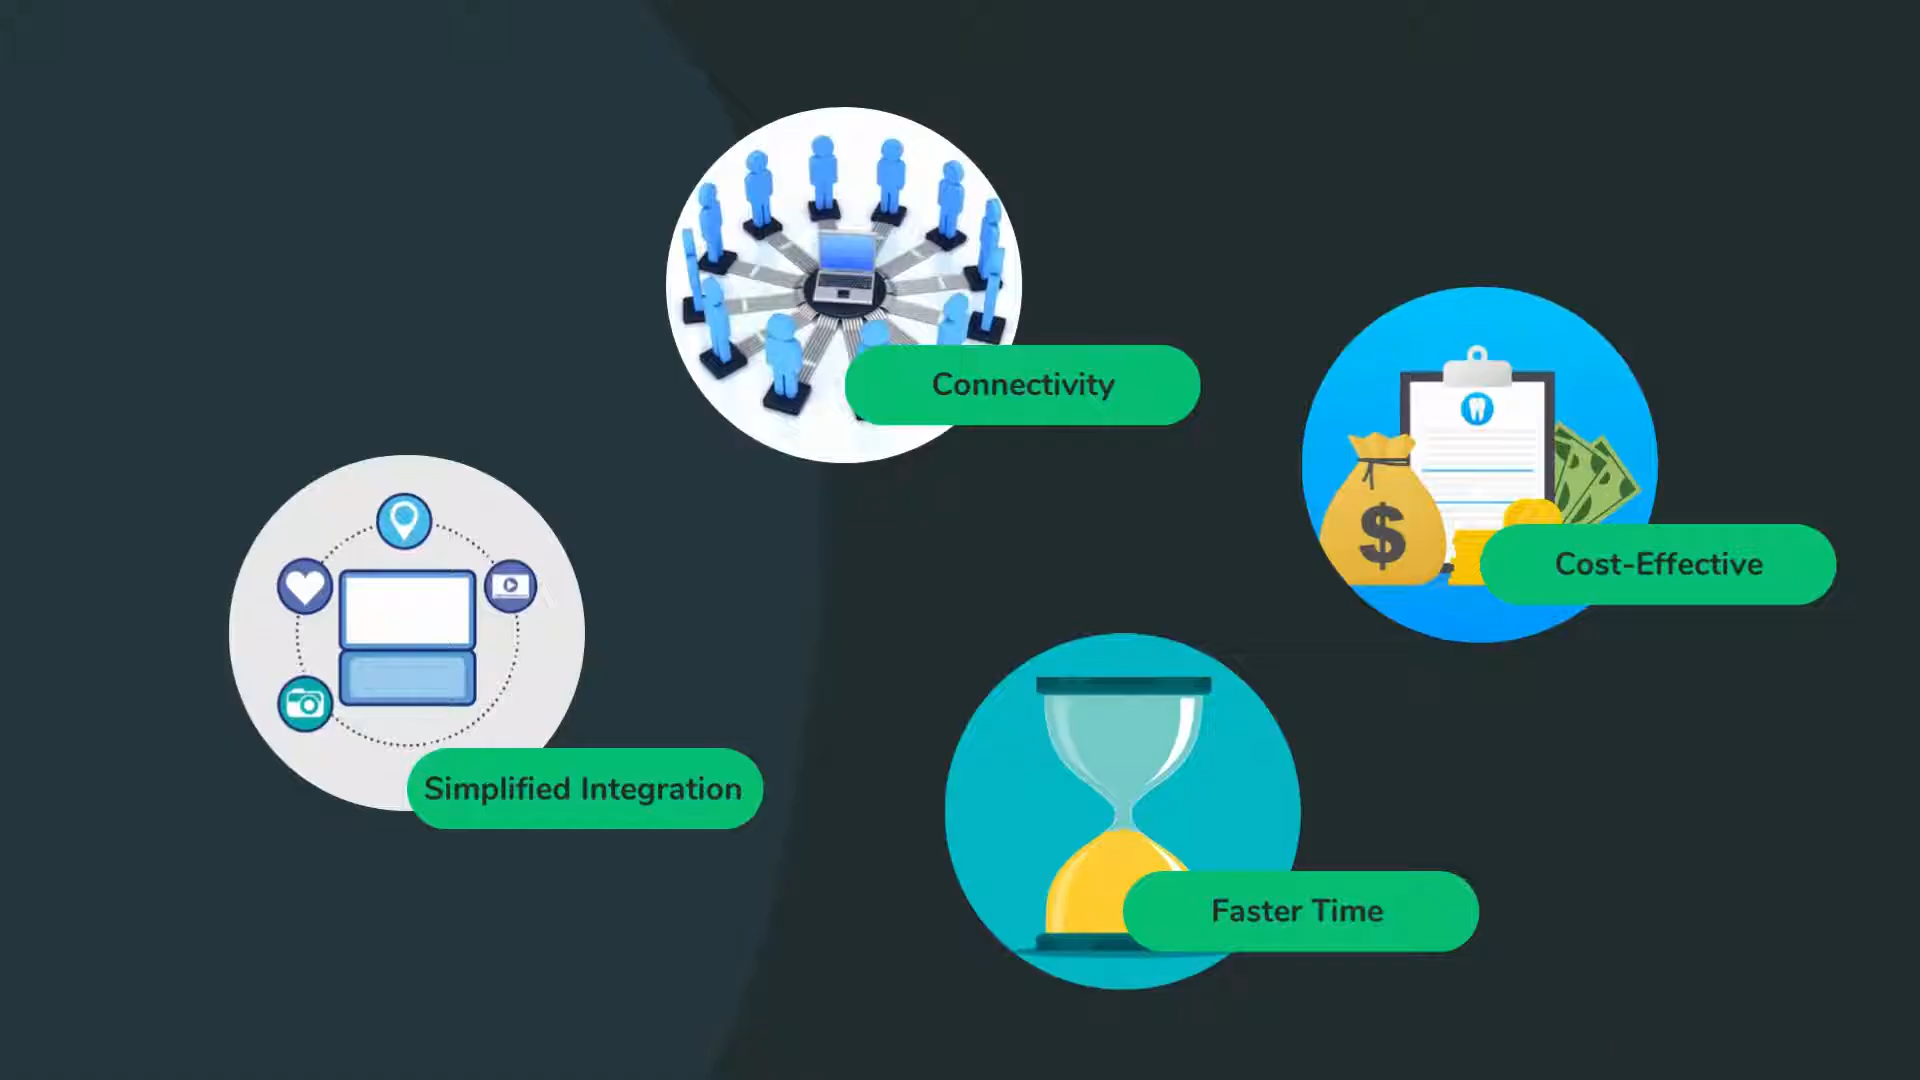 Connectivity
Cost-Effective
$
Simplified Integration
Faster Time